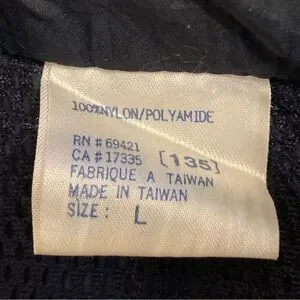 100%NYLON/POLYAMIDE
RN # 69421
CA # 17335 [135]
FABRIQUE A TAIWAN
MADE IN TAIWAN
SIZE: L